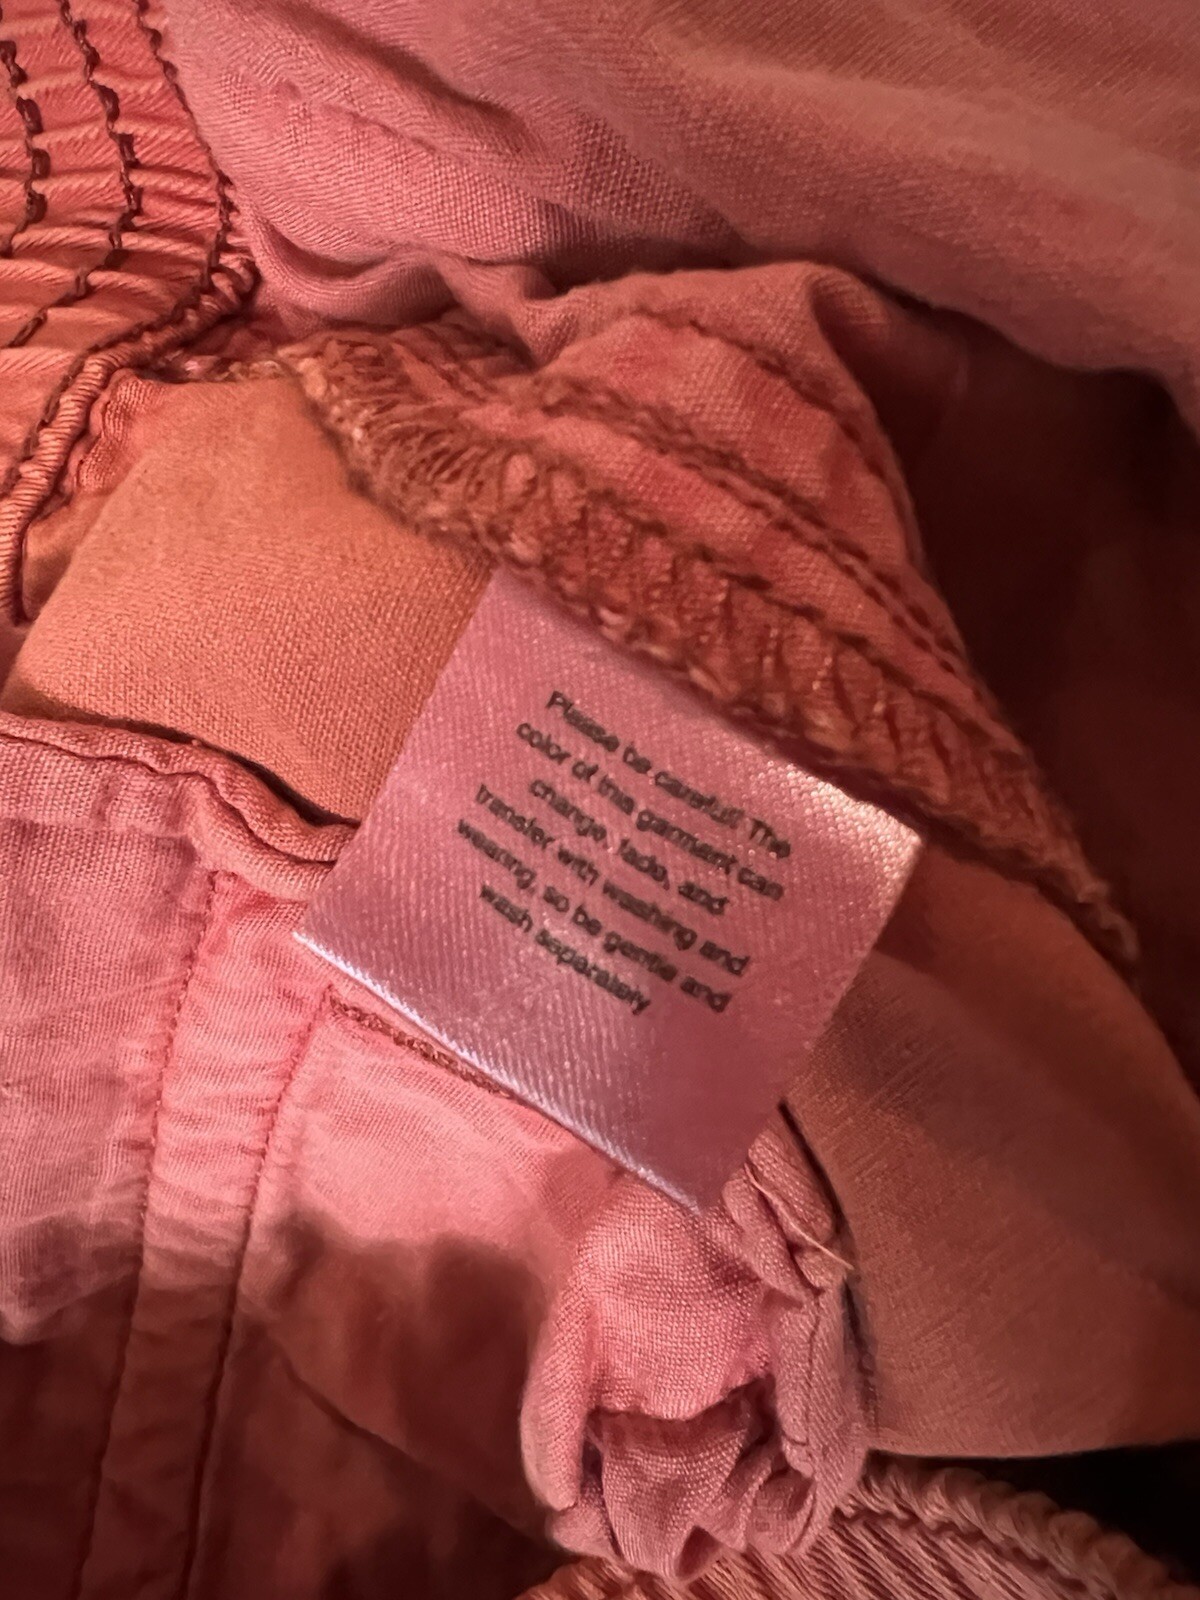 Please be careful! The
color of this garment can
change, fade, and
transfer with washing and
wearing, so be gentle and
wash separately